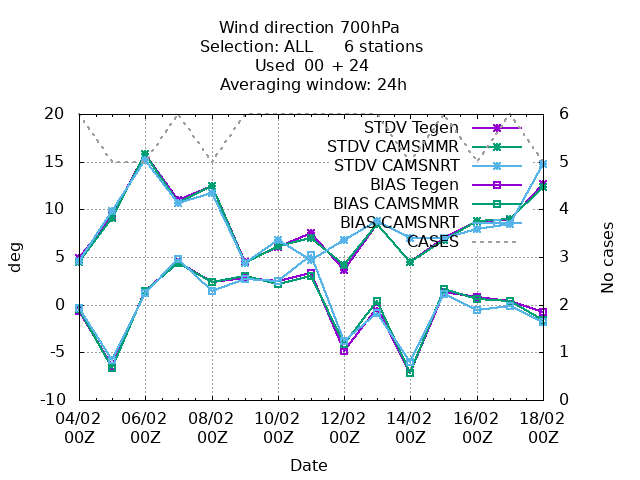 Wind direction 700hPa
Selection: ALL 6 stations
Used 00 + 24
Averaging window: 24h
20
15
10
5
0
-5
-10
deg
6
5
4
3
2
1
0
No cases
STDV Tegen
STDV CAMSMMR
STDV CAMSNRT
BIAS Tegen
BIAS CAMSMMR
BIAS CAMSNRT
CASES
04/02 06/02 08/02 10/02 12/02 14/02 16/02 18/02
00Z 00Z 00Z 00Z 00Z 00Z 00Z 00Z
Date